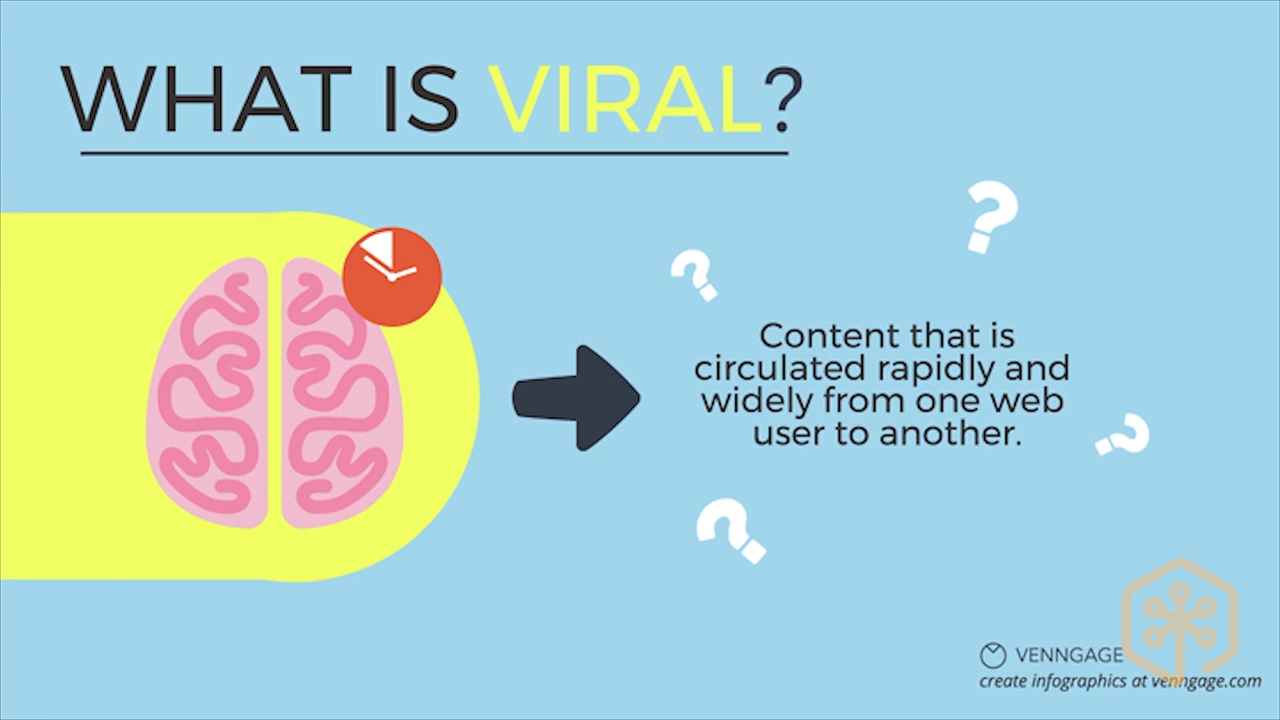 WHAT IS VIRAL?
Content that is
circulated rapidly and
widely from one web
user to another.
VENNGAGE
create infographics at venngage.com